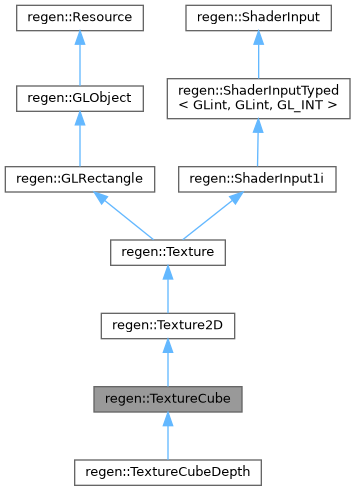 regen::Resource
regen::ShaderInput
regen::GLObject
regen::ShaderInputTyped
< GLint, GLint, GL_INT >
regen::GLRectangle
regen::ShaderInput1i
regen::Texture
regen::Texture2D
regen::TextureCube
regen::TextureCubeDepth